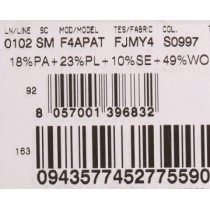 LN/LINE SC MOD/MODEL TES/FABRIC COL.
0102 SM F4APAT FJMY4 S0997
18%PA+23%PL+10%SE+49%WO
92
8 057001 396832
163
0943577452775590